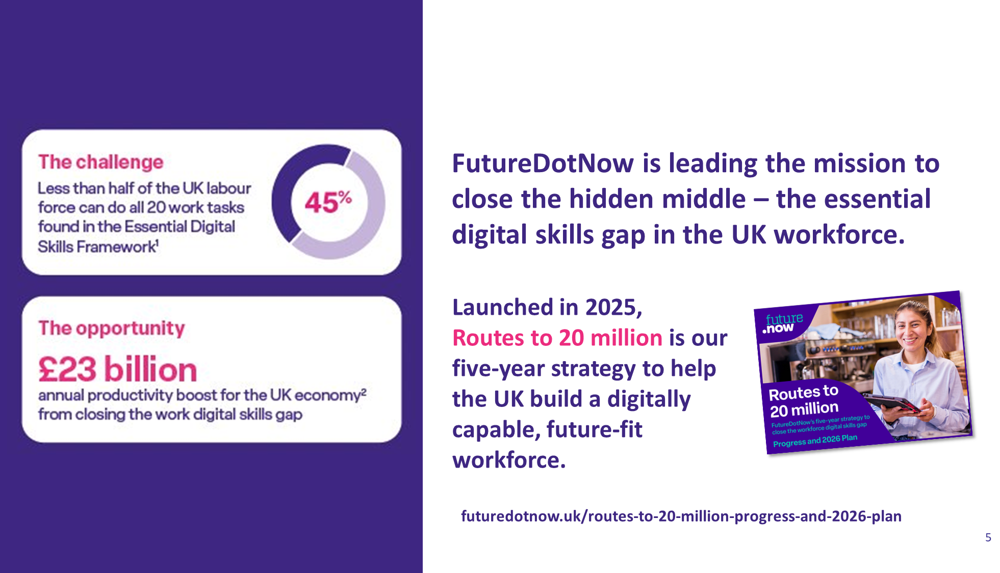 The challenge
Less than half of the UK labour
force can do all 20 work tasks
found in the Essential Digital
Skills Framework¹
45%
The opportunity
£23 billion
annual productivity boost for the UK economy²
from closing the work digital skills gap
FutureDotNow is leading the mission to
close the hidden middle – the essential
digital skills gap in the UK workforce.
Launched in 2025,
Routes to 20 million is our
five-year strategy to help
the UK build a digitally
capable, future-fit
workforce.
future
.now
Routes to
20 million
FutureDotNow's five-year strategy to
close the workforce digital skills gap
Progress and 2026 Plan
futuredotnow.uk/routes-to-20-million-progress-and-2026-plan
5